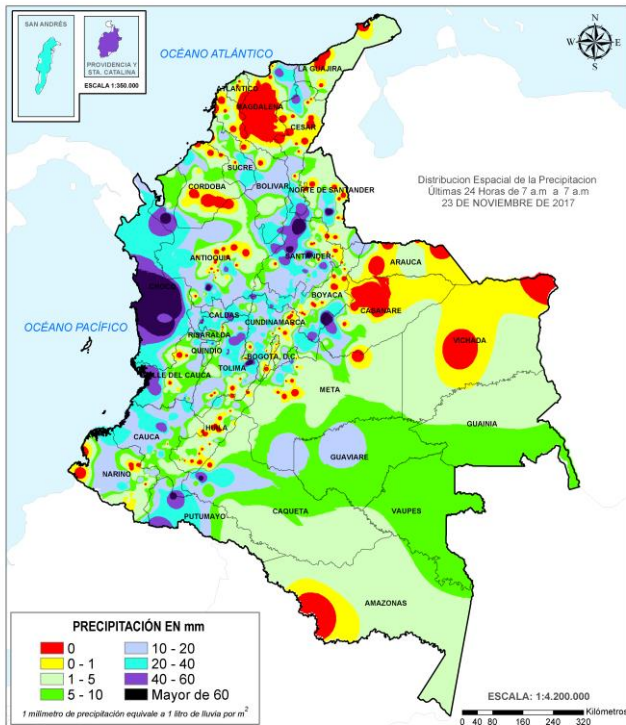 SAN ANDRÉS
PROVIDENCIA Y
STA. CATALINA
ESCALA 1:350.000
OCÉANO ATLÁNTICO
N
W
E
S
LA GUAJIRA
ATLANTICO
MAGDALENA
CESAR
SUCRE
CORDOBA
BOLIVAR
NORTE DE SANTANDER
Distribucion Espacial de la Precipitacion
Últimas 24 Horas de 7 a.m a 7 a.m
23 DE NOVIEMBRE DE 2017
ANTIOQUIA
SANTANDER
ARAUCA
CHOCO
BOYACA
CASANARE
OCÉANO PACÍFICO
CALDAS
CUNDINAMARCA
RISARALDA
VICHADA
QUINDIO
BOGOTA, D.C.
TOLIMA
VALLE DEL CAUCA
META
GUAINIA
HUILA
CAUCA
GUAVIARE
NARIÑO
CAQUETA
VAUPES
PUTUMAYO
AMAZONAS
PRECIPITACIÓN EN mm
0
10 - 20
0 - 1
20 - 40
1 - 5
40 - 60
5 - 10
Mayor de 60
1 milímetro de precipitación equivale a 1 litro de lluvia por m²
ESCALA: 1:4.200.000
0 40 80 160 240 320
Kilómetros